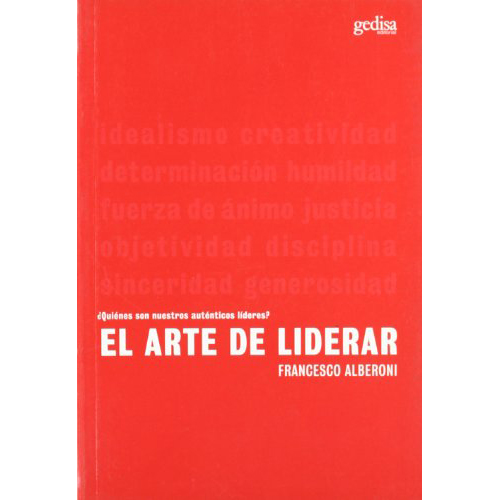 gedisa
editorial
idealismo creatividad
determinación humildad
fuerza de ánimo justicia
objetividad disciplina
sinceridad generosidad
¿Quiénes son nuestros auténticos líderes?
EL ARTE DE LIDERAR
FRANCESCO ALBERONI